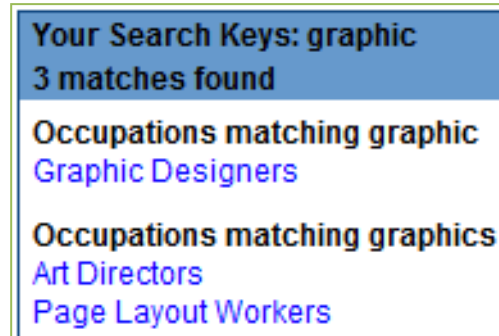 Your Search Keys: graphic
3 matches found
Occupations matching graphic
Graphic Designers
Occupations matching graphics
Art Directors
Page Layout Workers